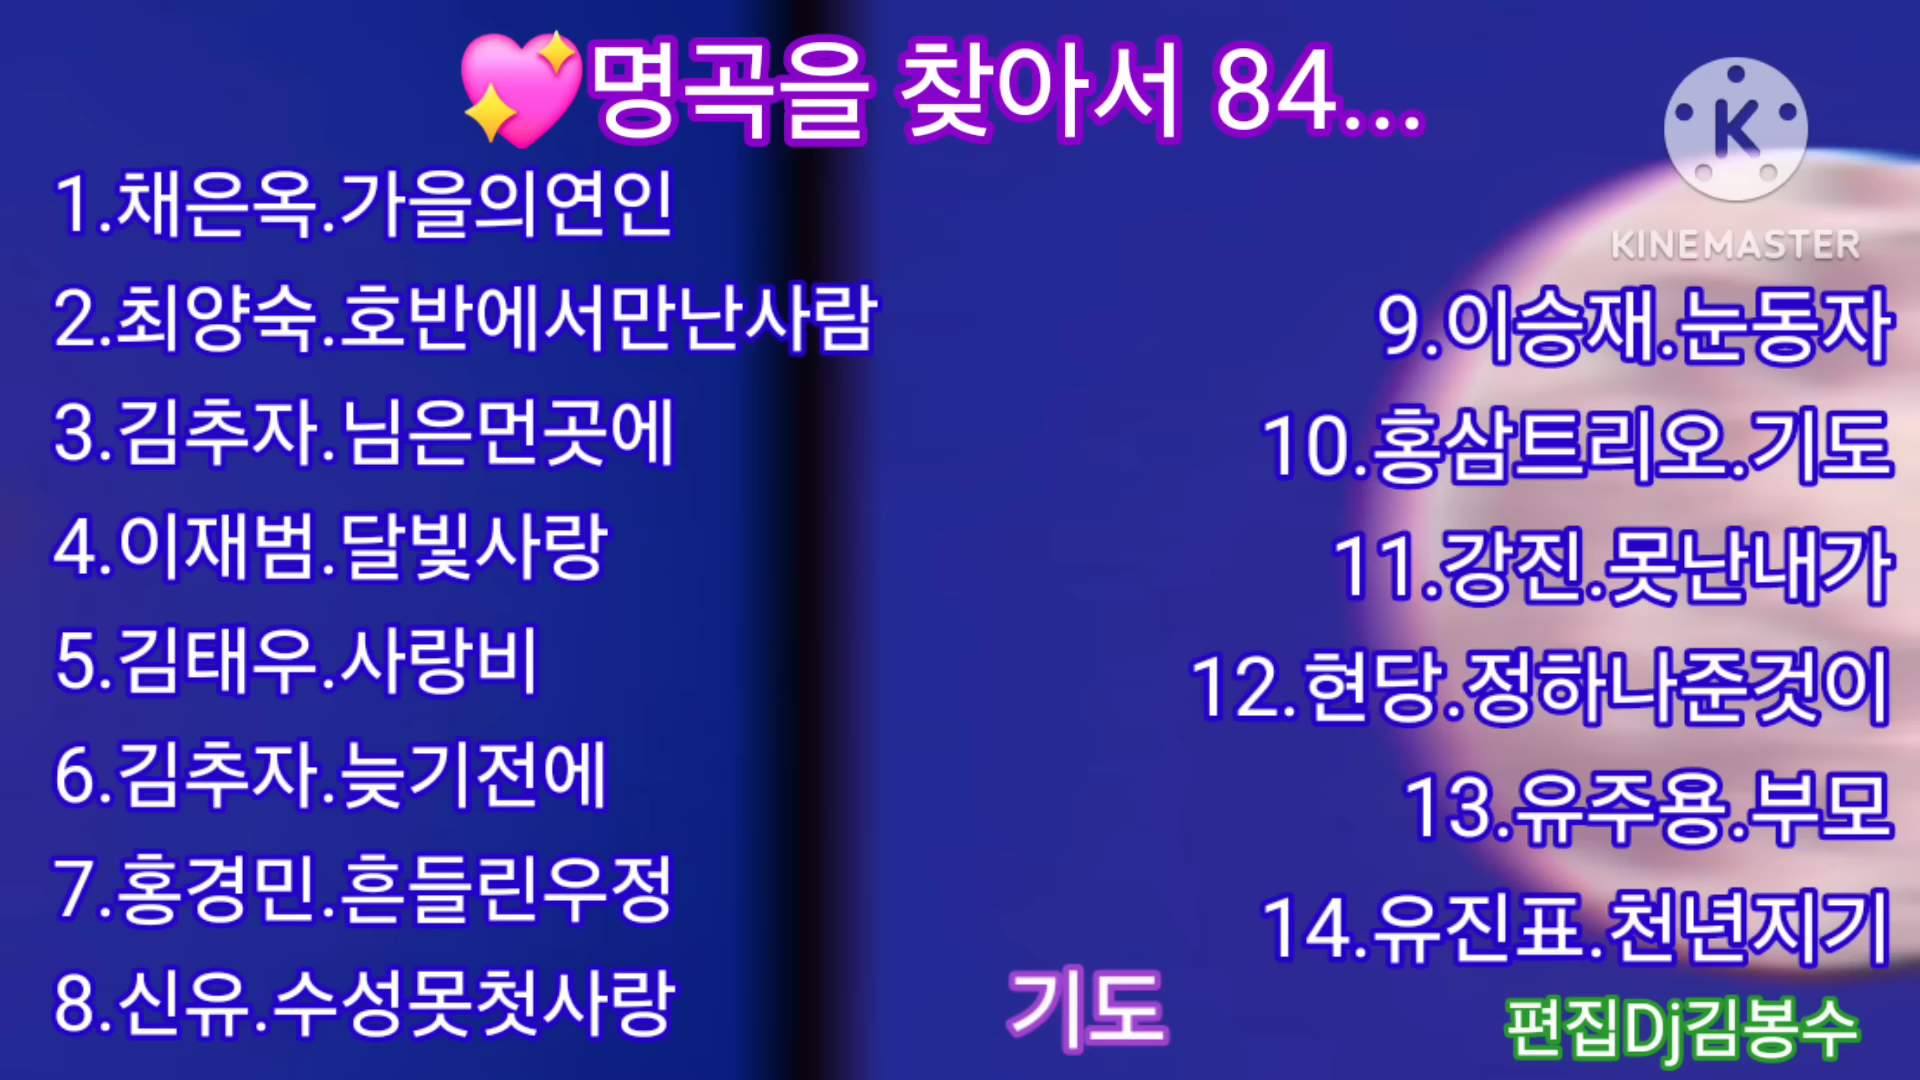 💖명곡을 찾아서 84...
KINEMASTER
1.채은옥.가을의연인
2.최양숙.호반에서만난사람
3.김추자.님은먼곳에
4.이재범.달빛사랑
5.김태우.사랑비
6.김추자.늦기전에
7.홍경민.흔들린우정
8.신유.수성못첫사랑
9.이승재.눈동자
10.홍삼트리오.기도
11.강진.못난내가
12.현당.정하나준것이
13.유주용.부모
14.유진표.천년지기
기도
편집Dj김봉수